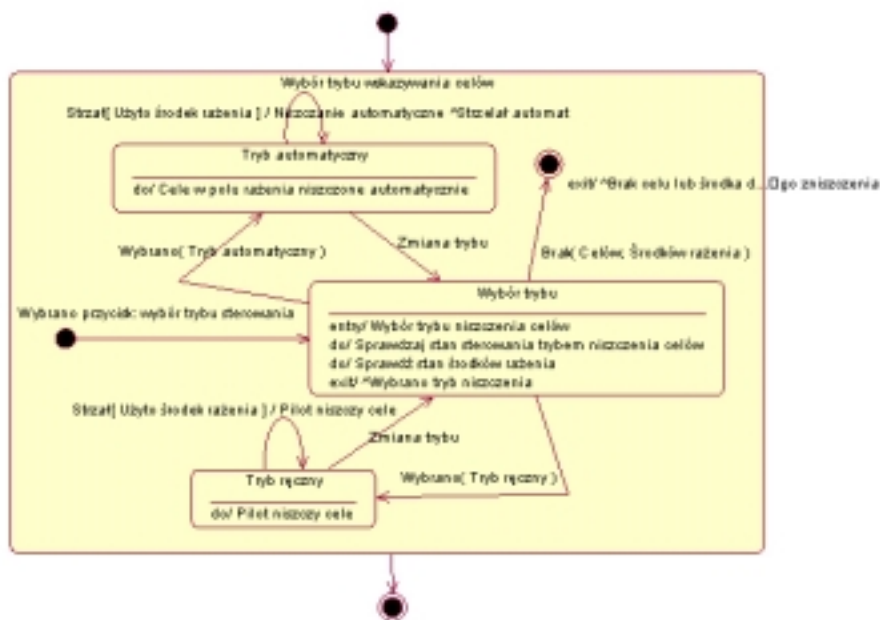 Wybór trybu wskazywania celów
Strzał[ Użyto środek rażenia ] / Niszczanie automatyczne ^Strzelał automat
Tryb automatyczny
do/ Cele w polu rażenia niszczone automatycznie
exit/ ^Brak celu lub środka d...go zniszczenia
Wybrano( Tryb automatyczny )
Zmiana trybu
Brak( Celów; Środków rażenia )
Wybór trybu
Wybrano przycisk: wybór trybu sterowania
entry/ Wybór trybu niszczenia celów
do/ Sprawdzaj stan sterowania trybem niszczenia celów
do/ Sprawdź stan środków rażenia
exit/ ^Wybrano tryb niszczenia
Strzał[ Użyto środek rażenia ] / Pilot niszczy cele
Zmiana trybu
Wybrano( Tryb ręczny )
Tryb ręczny
do/ Pilot niszczy cele